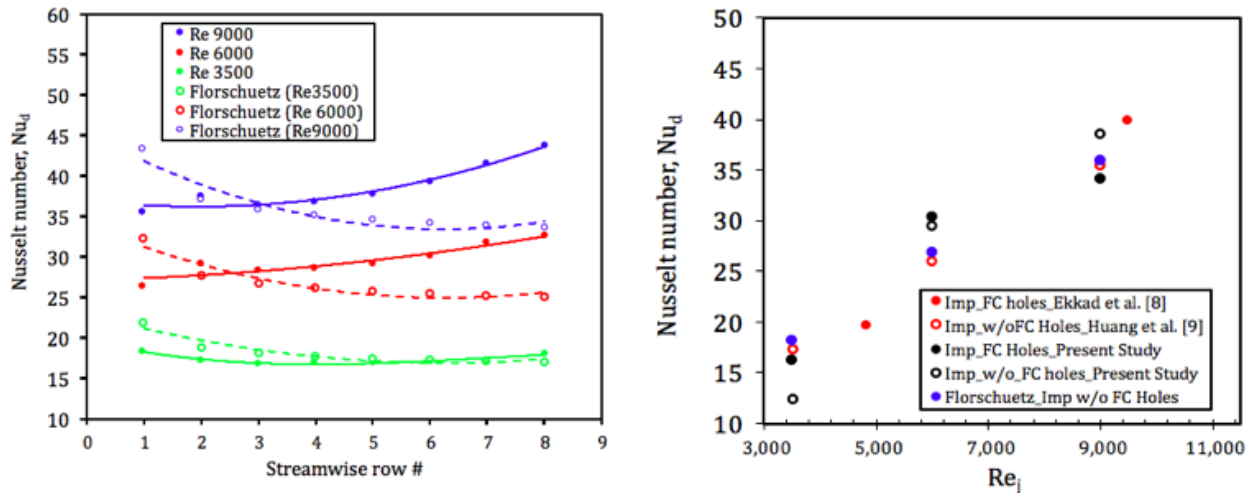 60
55
50
45
40
35
30
25
20
15
10
Nusselt number, Nu_d
Re 9000
Re 6000
Re 3500
Florschuetz (Re3500)
Florschuetz (Re 6000)
Florschuetz (Re9000)
0 1 2 3 4 5 6 7 8 9
Streamwise row #
50
45
40
35
30
25
20
15
10
Nusselt number, Nu_d
Imp_FC holes_Ekkad et al. [8]
Imp_w/oFC Holes_Huang et al. [9]
Imp_FC Holes_Present Study
Imp_w/o_FC holes_Present Study
Florschuetz_Imp w/o FC Holes
3,000 5,000 7,000 9,000 11,000
Re_j